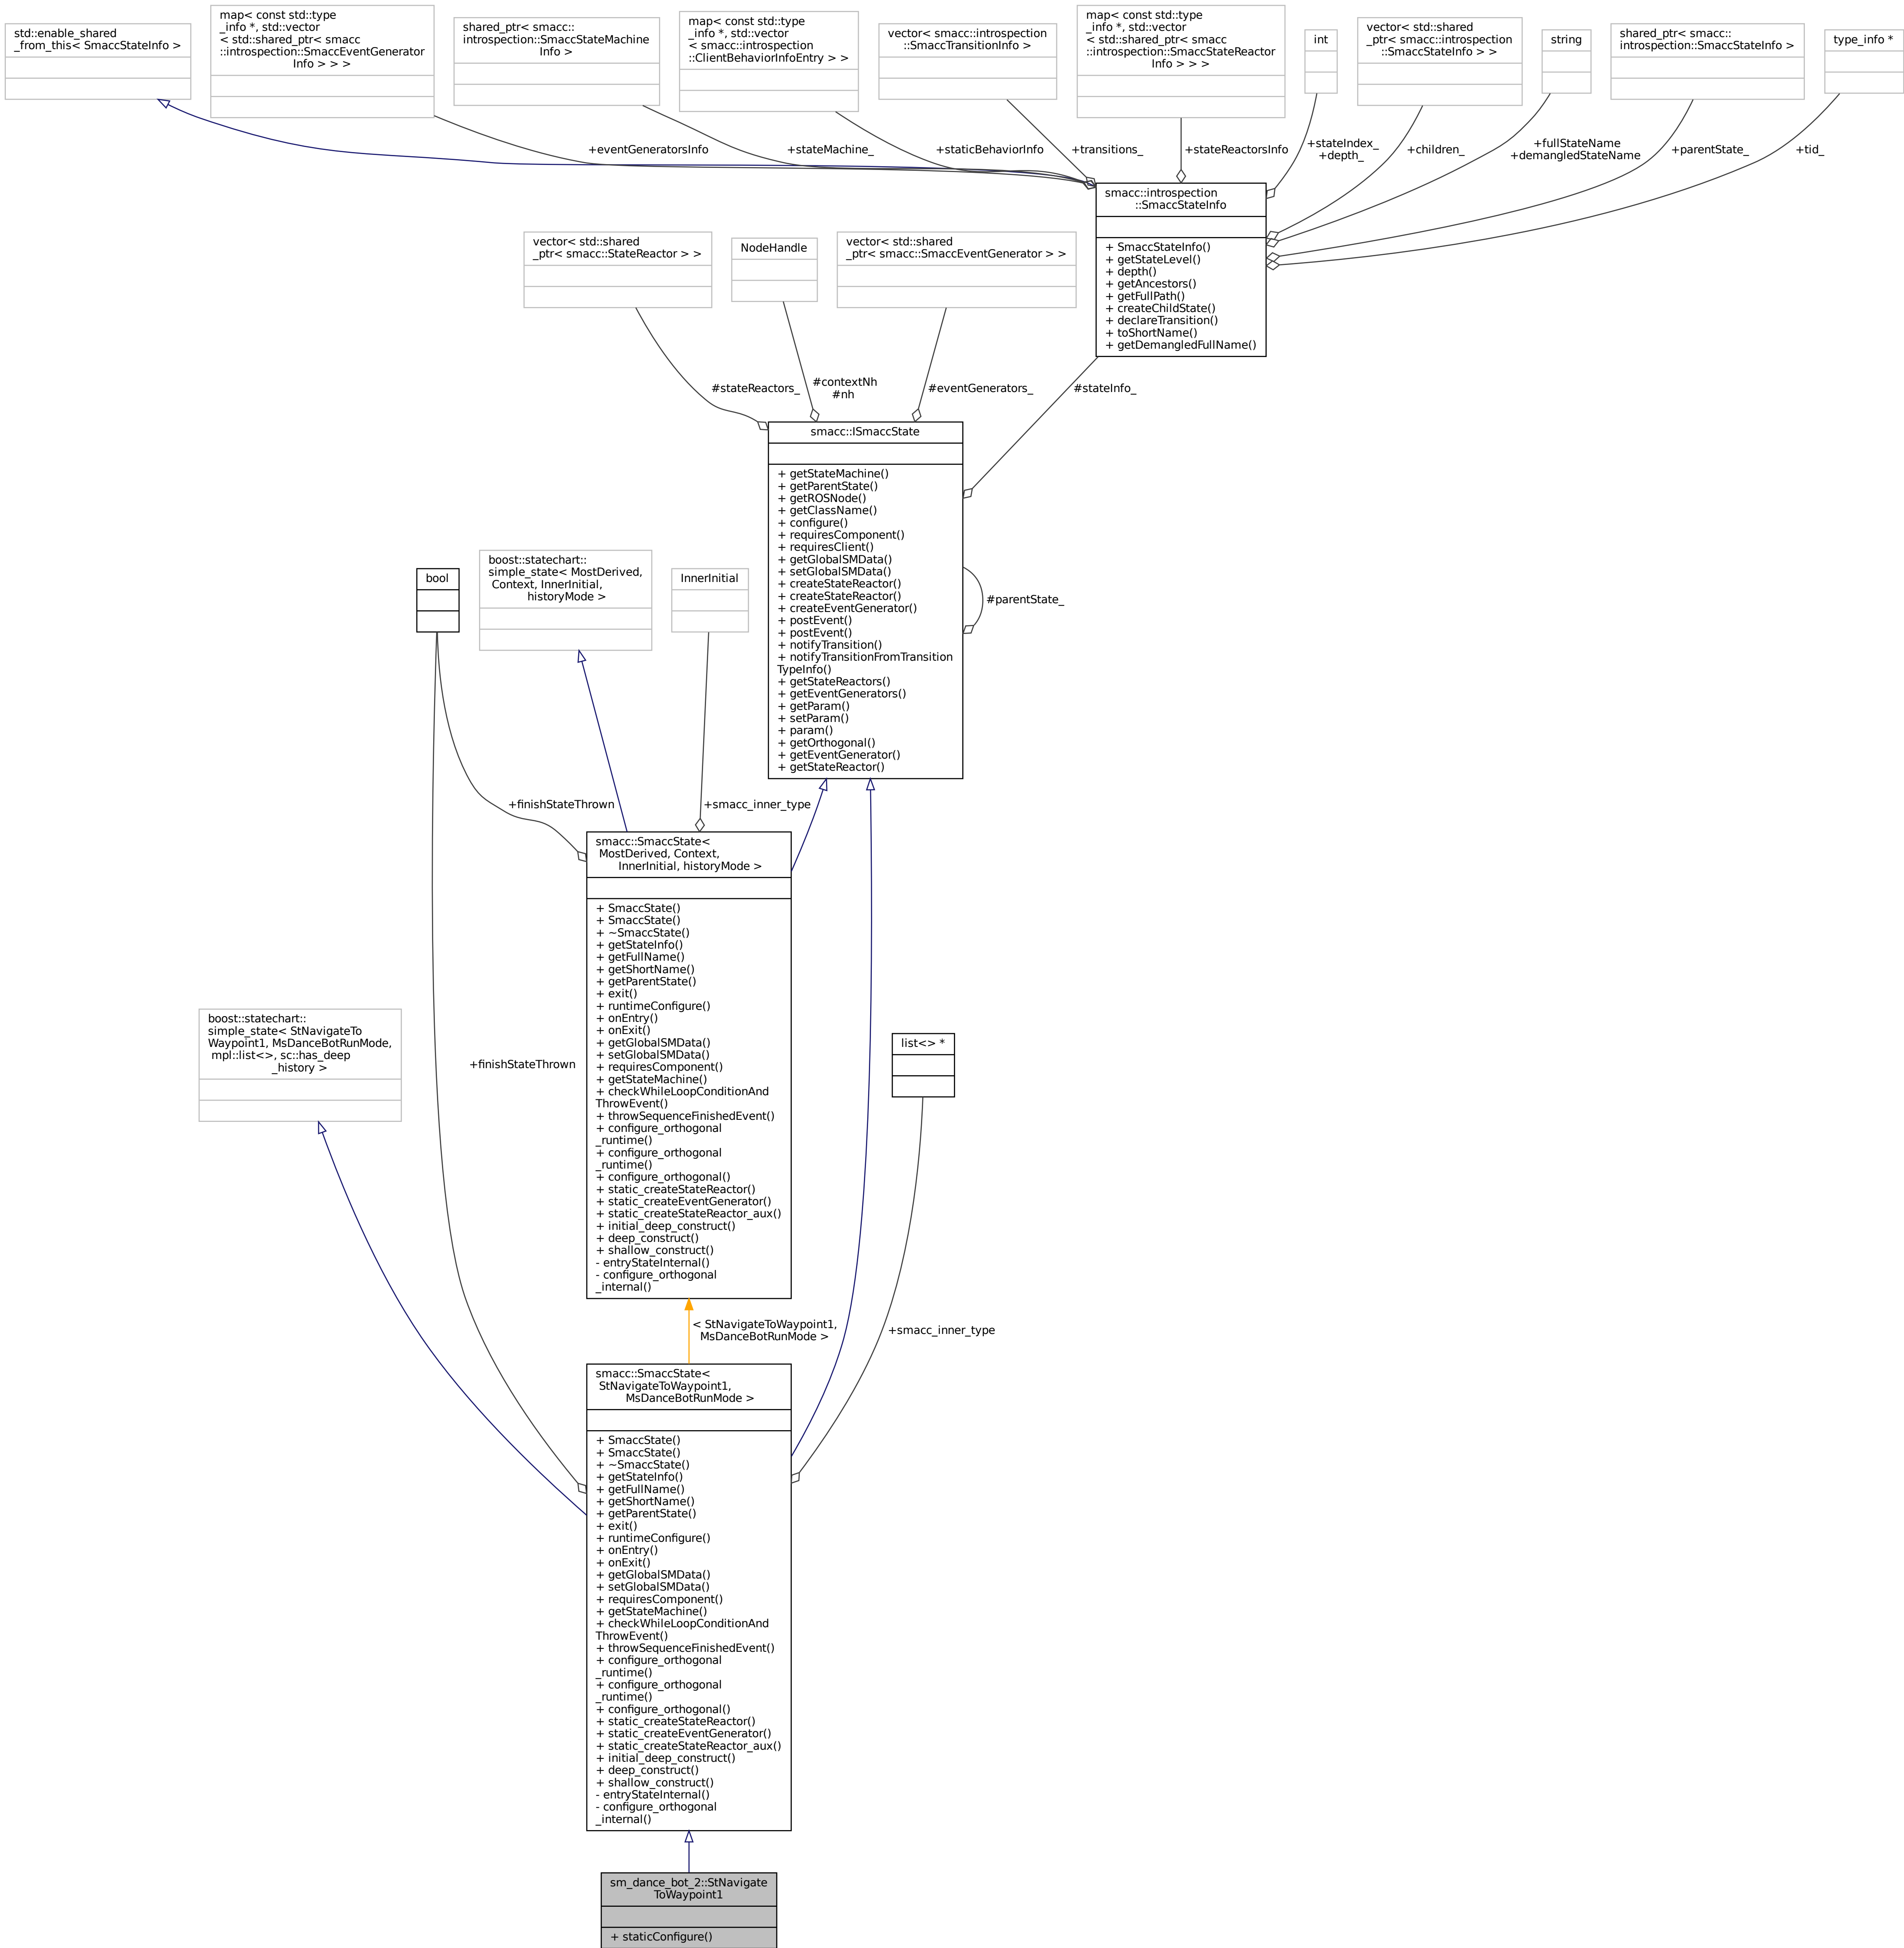 std::enable_shared
_from_this< SmaccStateInfo >
map< const std::type
_info *, std::vector
< std::shared_ptr< smacc
::introspection::SmaccEventGenerator
Info > > >
shared_ptr< smacc::
introspection::SmaccStateMachine
Info >
map< const std::type
_info *, std::vector
< smacc::introspection
::ClientBehaviorInfoEntry > >
vector< smacc::introspection
::SmaccTransitionInfo >
map< const std::type
_info *, std::vector
< std::shared_ptr< smacc
::introspection::SmaccStateReactor
Info > > >
int
vector< std::shared
_ptr< smacc::introspection
::SmaccStateInfo > >
string
shared_ptr< smacc::
introspection::SmaccStateInfo >
type_info *
+eventGeneratorsInfo
+stateMachine_
+staticBehaviorInfo
+transitions_
+stateReactorsInfo
+stateIndex_
+depth_
+children_
+fullStateName
+demangledStateName
+parentState_
+tid_
smacc::introspection
::SmaccStateInfo
+ SmaccStateInfo()
+ getStateLevel()
+ depth()
+ getAncestors()
+ getFullPath()
+ createChildState()
+ declareTransition()
+ toShortName()
+ getDemangledFullName()
vector< std::shared
_ptr< smacc::StateReactor > >
NodeHandle
vector< std::shared
_ptr< smacc::SmaccEventGenerator > >
#stateReactors_
#contextNh
#nh
#eventGenerators_
#stateInfo_
smacc::ISmaccState
+ getStateMachine()
+ getParentState()
+ getROSNode()
+ getClassName()
+ configure()
+ requiresComponent()
+ requiresClient()
+ getGlobalSMData()
+ setGlobalSMData()
+ createStateReactor()
+ createStateReactor()
+ createEventGenerator()
+ postEvent()
+ postEvent()
+ notifyTransition()
+ notifyTransitionFromTransition
TypeInfo()
+ getStateReactors()
+ getEventGenerators()
+ getParam()
+ setParam()
+ param()
+ getOrthogonal()
+ getEventGenerator()
+ getStateReactor()
#parentState_
bool
boost::statechart::
simple_state< MostDerived,
Context, InnerInitial,
historyMode >
InnerInitial
+finishStateThrown
+smacc_inner_type
smacc::SmaccState<
MostDerived, Context,
InnerInitial, historyMode >
+ SmaccState()
+ SmaccState()
+ ~SmaccState()
+ getStateInfo()
+ getFullName()
+ getShortName()
+ getParentState()
+ exit()
+ runtimeConfigure()
+ onEntry()
+ onExit()
+ getGlobalSMData()
+ setGlobalSMData()
+ requiresComponent()
+ getStateMachine()
+ checkWhileLoopConditionAnd
ThrowEvent()
+ throwSequenceFinishedEvent()
+ configure_orthogonal
_runtime()
+ configure_orthogonal
_runtime()
+ configure_orthogonal()
+ static_createStateReactor()
+ static_createEventGenerator()
+ static_createStateReactor_aux()
+ initial_deep_construct()
+ deep_construct()
+ shallow_construct()
- entryStateInternal()
- configure_orthogonal
_internal()
boost::statechart::
simple_state< StNavigateTo
Waypoint1, MsDanceBotRunMode,
mpl::list<>, sc::has_deep
_history >
+finishStateThrown
list<> *
< StNavigateToWaypoint1,
MsDanceBotRunMode >
+smacc_inner_type
smacc::SmaccState<
StNavigateToWaypoint1,
MsDanceBotRunMode >
+ SmaccState()
+ SmaccState()
+ ~SmaccState()
+ getStateInfo()
+ getFullName()
+ getShortName()
+ getParentState()
+ exit()
+ runtimeConfigure()
+ onEntry()
+ onExit()
+ getGlobalSMData()
+ setGlobalSMData()
+ requiresComponent()
+ getStateMachine()
+ checkWhileLoopConditionAnd
ThrowEvent()
+ throwSequenceFinishedEvent()
+ configure_orthogonal
_runtime()
+ configure_orthogonal
_runtime()
+ configure_orthogonal()
+ static_createStateReactor()
+ static_createEventGenerator()
+ static_createStateReactor_aux()
+ initial_deep_construct()
+ deep_construct()
+ shallow_construct()
- entryStateInternal()
- configure_orthogonal
_internal()
sm_dance_bot_2::StNavigate
ToWaypoint1
+ staticConfigure()